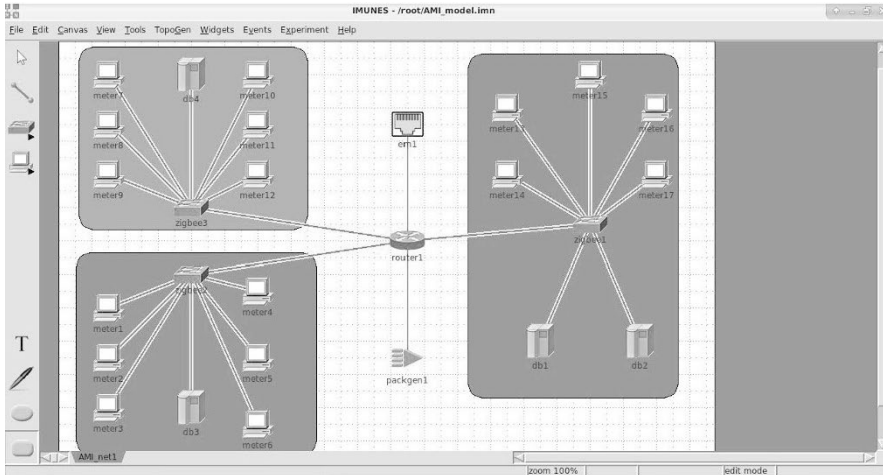 IMUNES - /root/AMI_model.imn
File Edit Canvas View Tools TopoGen Widgets Events Experiment Help
meter7
db4
meter10
meter8
meter11
meter9
meter12
zigbee3
em1
meter15
meter13
meter16
meter14
meter17
zigbee1
router1
zigbee2
meter1
meter4
meter2
meter5
meter3
db3
meter6
packgen1
db1
db2
T
AMI_net1
zoom 100%
edit mode